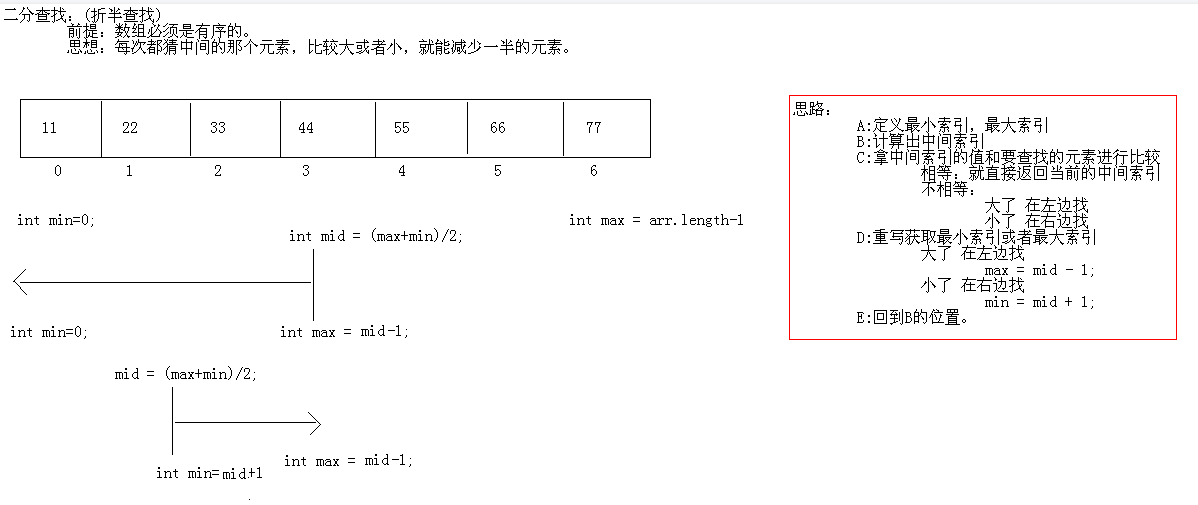 二分查找：(折半查找)
前提：数组必须是有序的。
思想：每次都猜中间的那个元素，比较大或者小，就能减少一半的元素。
11 22 33 44 55 66 77
0 1 2 3 4 5 6
int min=0;
int max = arr.length-1
int mid = (max+min)/2;
int min=0;
int max = mid-1;
mid = (max+min)/2;
int min=mid+1
int max = mid-1;
思路：
A:定义最小索引，最大索引
B:计算出中间索引
C:拿中间索引的值和要查找的元素进行比较
相等：就直接返回当前的中间索引
不相等：
大了 在左边找
小了 在右边找
D:重写获取最小索引或者最大索引
大了 在左边找
max = mid - 1;
小了 在右边找
min = mid + 1;
E:回到B的位置。